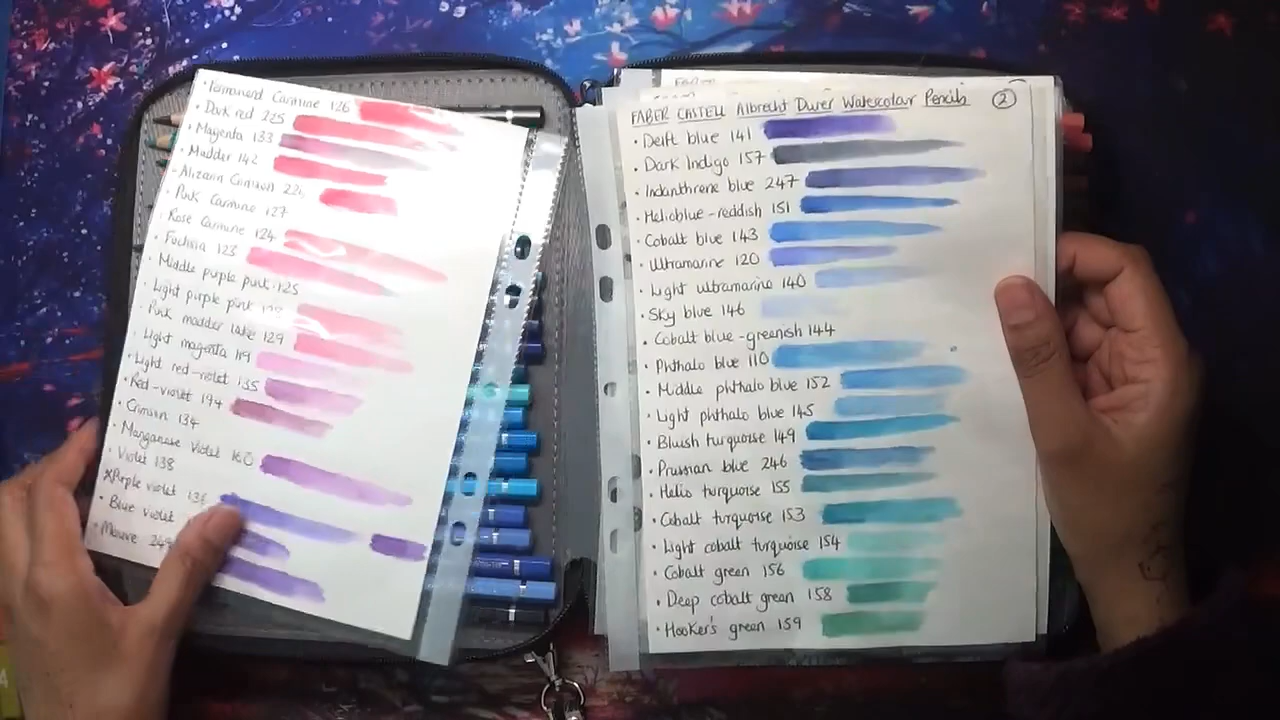 • Permanent Carmine 126
• Dark red 225
• Magenta 133
• Madder 142
• Alizarin Crimson 226
• Pink Carmine 127
Rose Carmine 124
• Fuchsia 123
• Middle purple pink 125
• Light purple pink 128
• Pink madder lake 129
• Light magenta 119
• Light red-violet 135
• Red-violet 194
• Crimson 134
• Manganese Violet 160
• Violet 138
x Purple violet 136
• Blue violet
• Mauve 249
FABER CASTELL Albrecht Durer Watercolour Pencils 2
• Delft blue 141
• Dark Indigo 157
• Indanthrene blue 247
• Helioblue-reddish 151
• Cobalt blue 143
• Ultramarine 120
• Light ultramarine 140
• Sky blue 146
• Cobalt blue-greenish 144
• Phthalo blue 110
• Middle phthalo blue 152
• Light phthalo blue 145
• Bluish turquoise 149
• Prussian blue 246
• Helio turquoise 155
• Cobalt turquoise 153
• Light cobalt turquoise 154
• Cobalt green 156
• Deep cobalt green 158
• Hooker's green 159